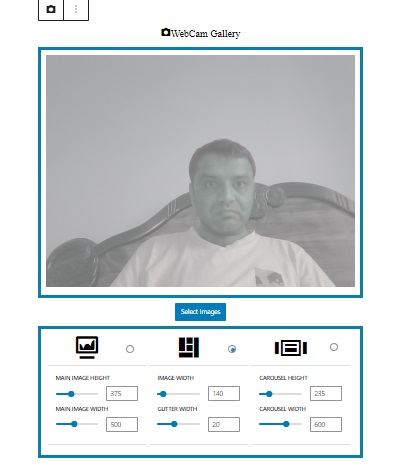 WebCam Gallery
Select Images
MAIN IMAGE HEIGHT
375
MAIN IMAGE WIDTH
500
IMAGE WIDTH
140
GUTTER WIDTH
20
CAROUSEL HEIGHT
235
CAROUSEL WIDTH
600